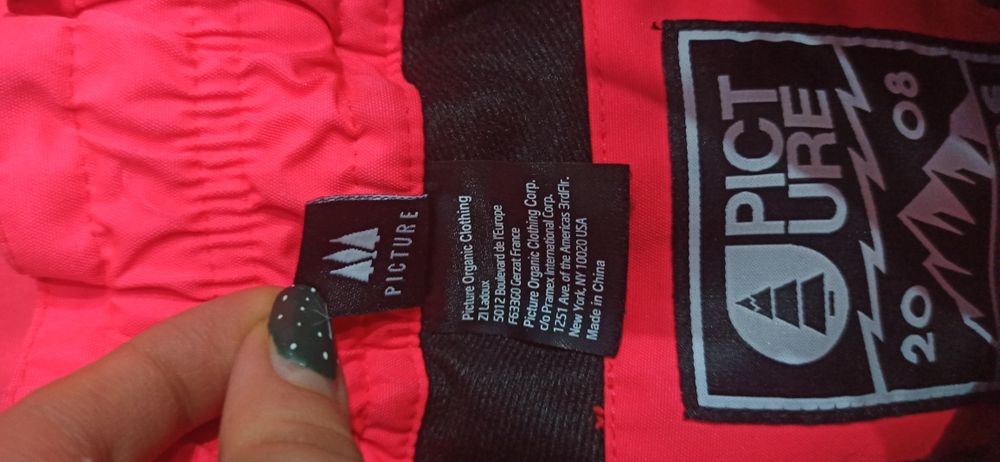 PICTURE
Picture Organic Clothing
ZI Ladoux
5012 Boulevard de l'Europe
F63360 Gerzat France
Picture Organic Clothing Corp.
c/o Pramex International Corp.
1251 Ave. of the Americas 3rdFlr.
New York, NY 10020 USA
Made in China
PICT
URE
20 08